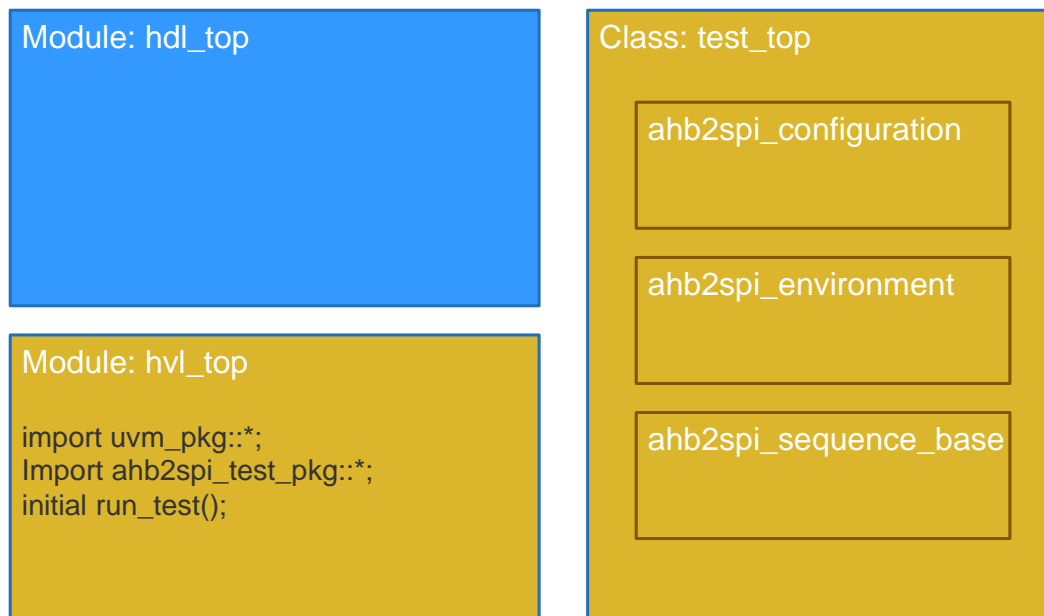 Module: hdl_top
Module: hvl_top
import uvm_pkg::*;
Import ahb2spi_test_pkg::*;
initial run_test();
Class: test_top
ahb2spi_configuration
ahb2spi_environment
ahb2spi_sequence_base